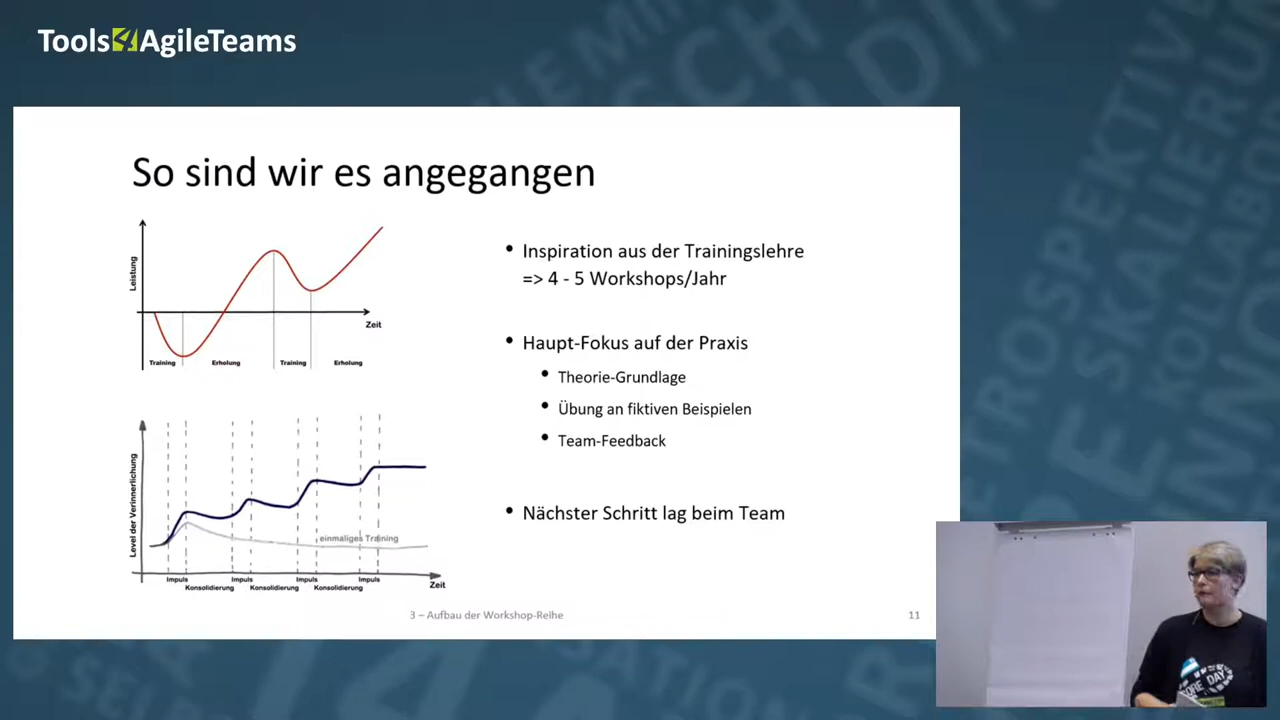 Tools4AgileTeams
So sind wir es angegangen
Leistung
Zeit
Training
Erholung
Training
Erholung
Inspiration aus der Trainingslehre
=> 4 - 5 Workshops/Jahr
Haupt-Fokus auf der Praxis
Theorie-Grundlage
Übung an fiktiven Beispielen
Team-Feedback
Nächster Schritt lag beim Team
Level der Verinnerlichung
einmaliges Training
Impuls
Konsolidierung
Impuls
Konsolidierung
Impuls
Konsolidierung
Impuls
Zeit
3 – Aufbau der Workshop-Reihe
11